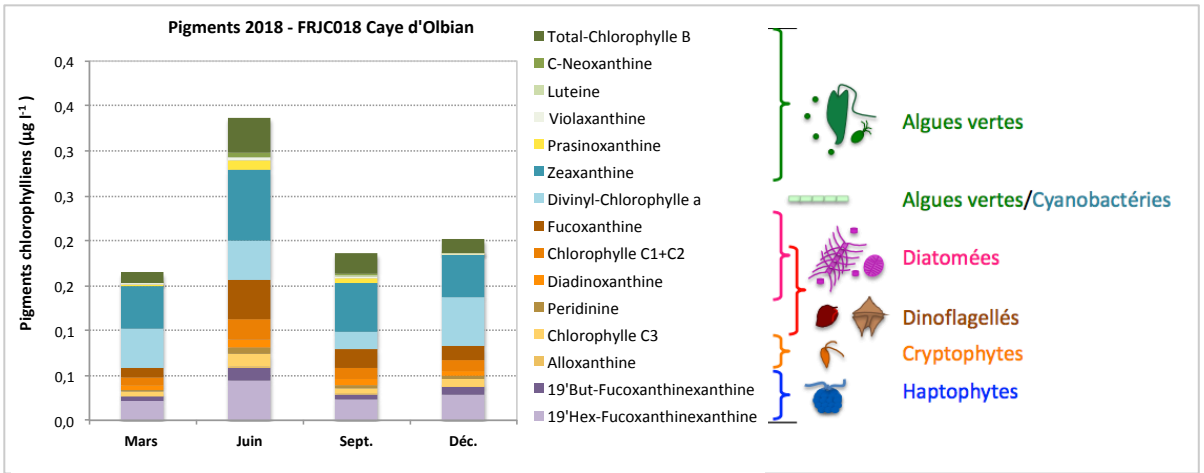 Pigments 2018 - FRJC018 Caye d'Olbian
Pigments chlorophylliens (µg l-1)
0,4
0,4
0,3
0,3
0,2
0,2
0,1
0,1
0,0
Mars
Juin
Sept.
Déc.
Total-Chlorophylle B
C-Neoxanthine
Luteine
Violaxanthine
Prasinoxanthine
Zeaxanthine
Divinyl-Chlorophylle a
Fucoxanthine
Chlorophylle C1+C2
Diadinoxanthine
Peridinine
Chlorophylle C3
Alloxanthine
19'But-Fucoxanthinexanthine
19'Hex-Fucoxanthinexanthine
Algues vertes
Algues vertes/Cyanobactéries
Diatomées
Dinoflagellés
Cryptophytes
Haptophytes